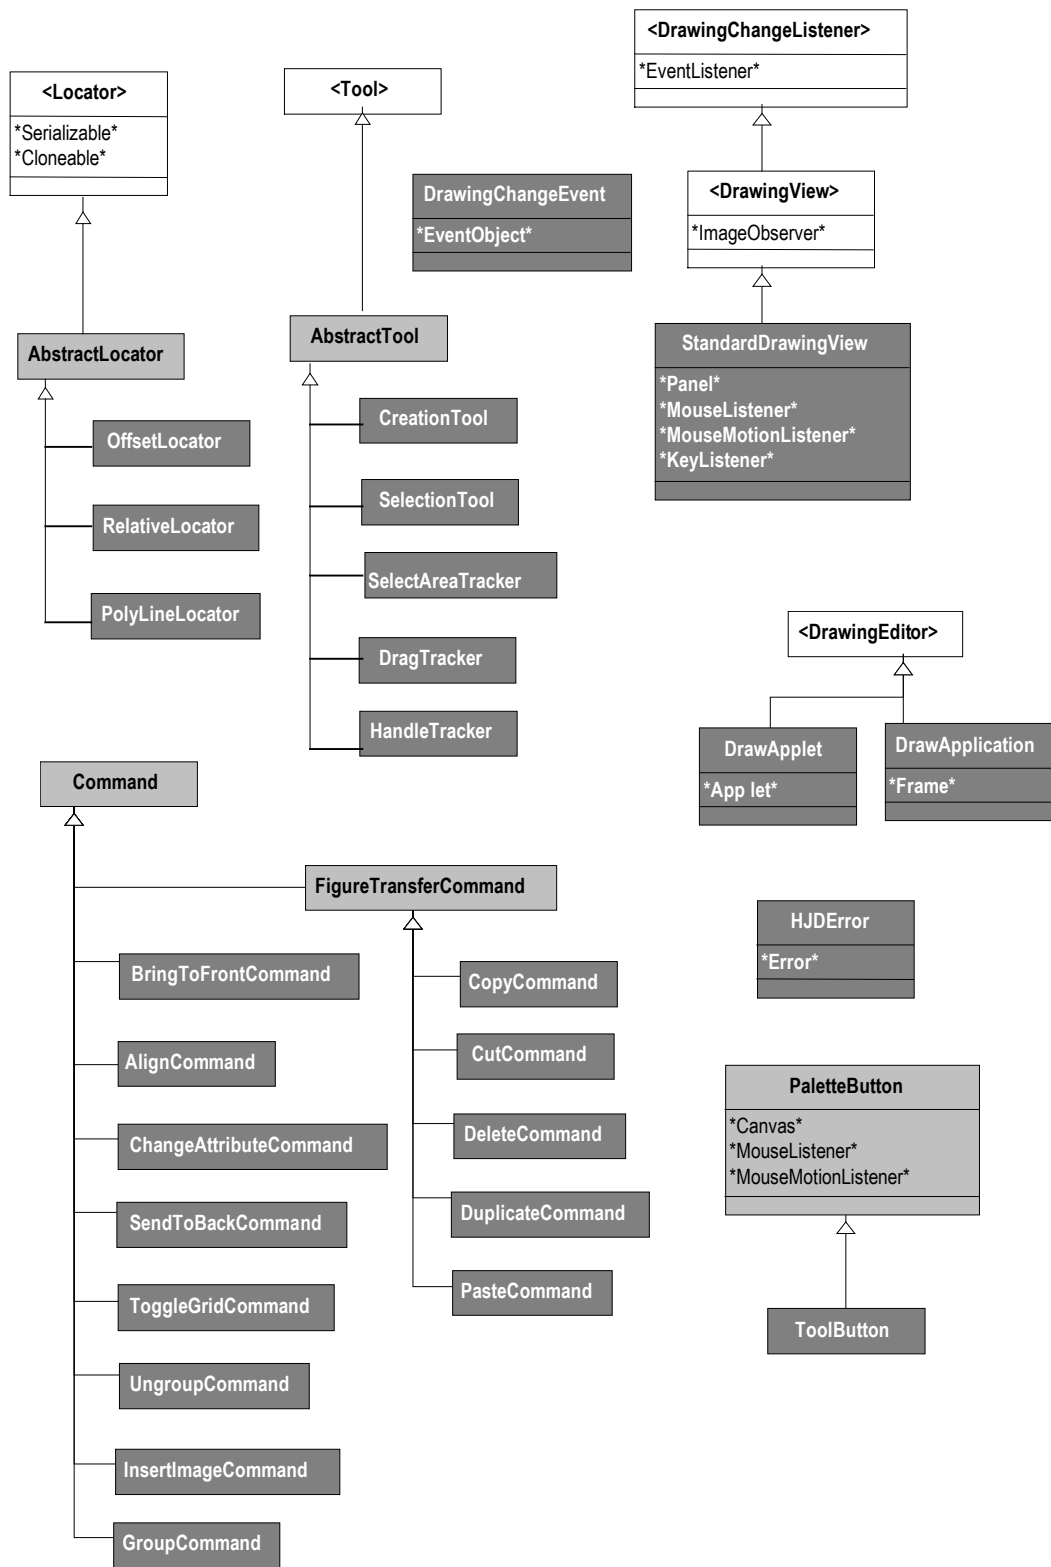 <DrawingChangeListener>
*EventListener*
<Locator>
*Serializable*
*Cloneable*
<Tool>
DrawingChangeEvent
*EventObject*
<DrawingView>
*ImageObserver*
AbstractLocator
OffsetLocator
RelativeLocator
PolyLineLocator
AbstractTool
CreationTool
SelectionTool
SelectAreaTracker
DragTracker
HandleTracker
StandardDrawingView
*Panel*
*MouseListener*
*MouseMotionListener*
*KeyListener*
<DrawingEditor>
DrawApplet
*App let*
DrawApplication
*Frame*
Command
FigureTransferCommand
BringToFrontCommand
AlignCommand
ChangeAttributeCommand
SendToBackCommand
ToggleGridCommand
UngroupCommand
InsertImageCommand
GroupCommand
CopyCommand
CutCommand
DeleteCommand
DuplicateCommand
PasteCommand
HJDError
*Error*
PaletteButton
*Canvas*
*MouseListener*
*MouseMotionListener*
ToolButton